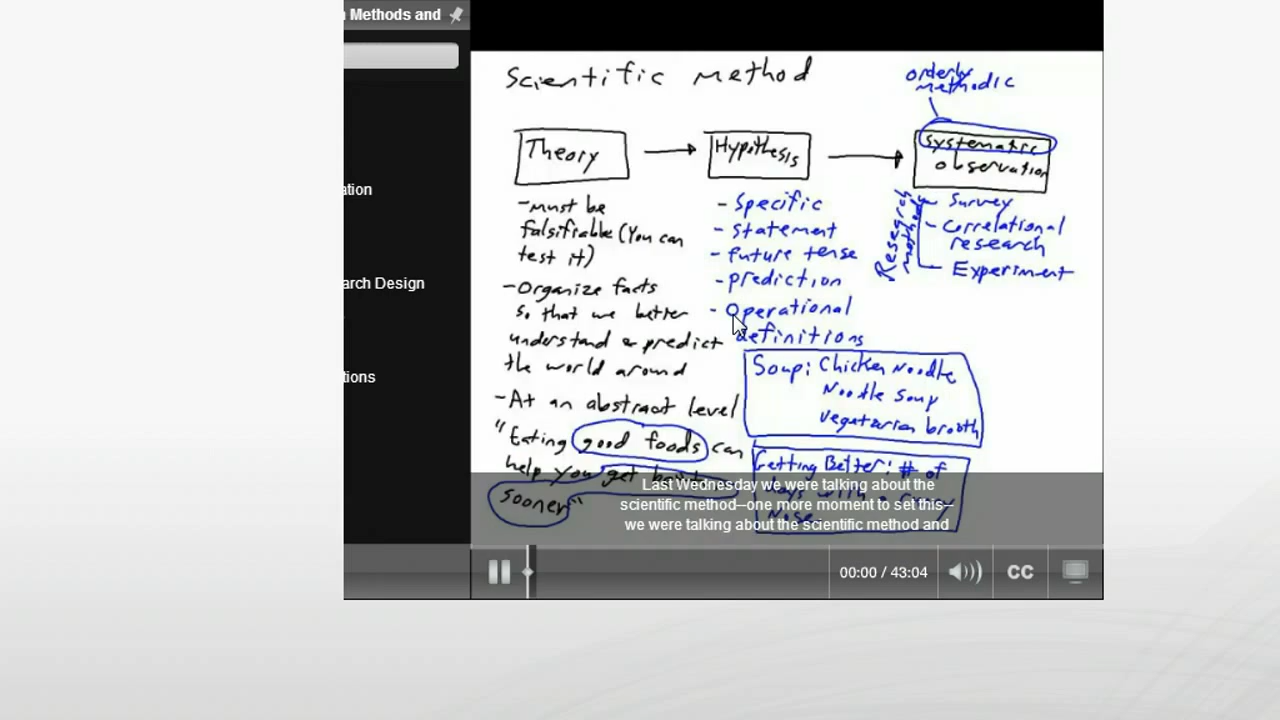 n Methods and
ation
arch Design
tions
Scientific method
orderly
methodic
Theory
Hypothesis
systematic
observation
-must be
falsifiable (You can
test it)
-Organize facts
so that we better
understand & predict
the world around
-At an abstract level
"Eating good foods can
help you get better
sooner"
- Specific
- statement
- future tense
- prediction
- Operational
definitions
Soup: Chicken Noodle
Noodle soup
vegetarian broth
Getting Better: # of
days with a runny
nose
Research
methods
- Survey
- Correlational
research
- Experiment
Last Wednesday we were talking about the
scientific method--one more moment to set this--
we were talking about the scientific method and
00:00 / 43:04
CC